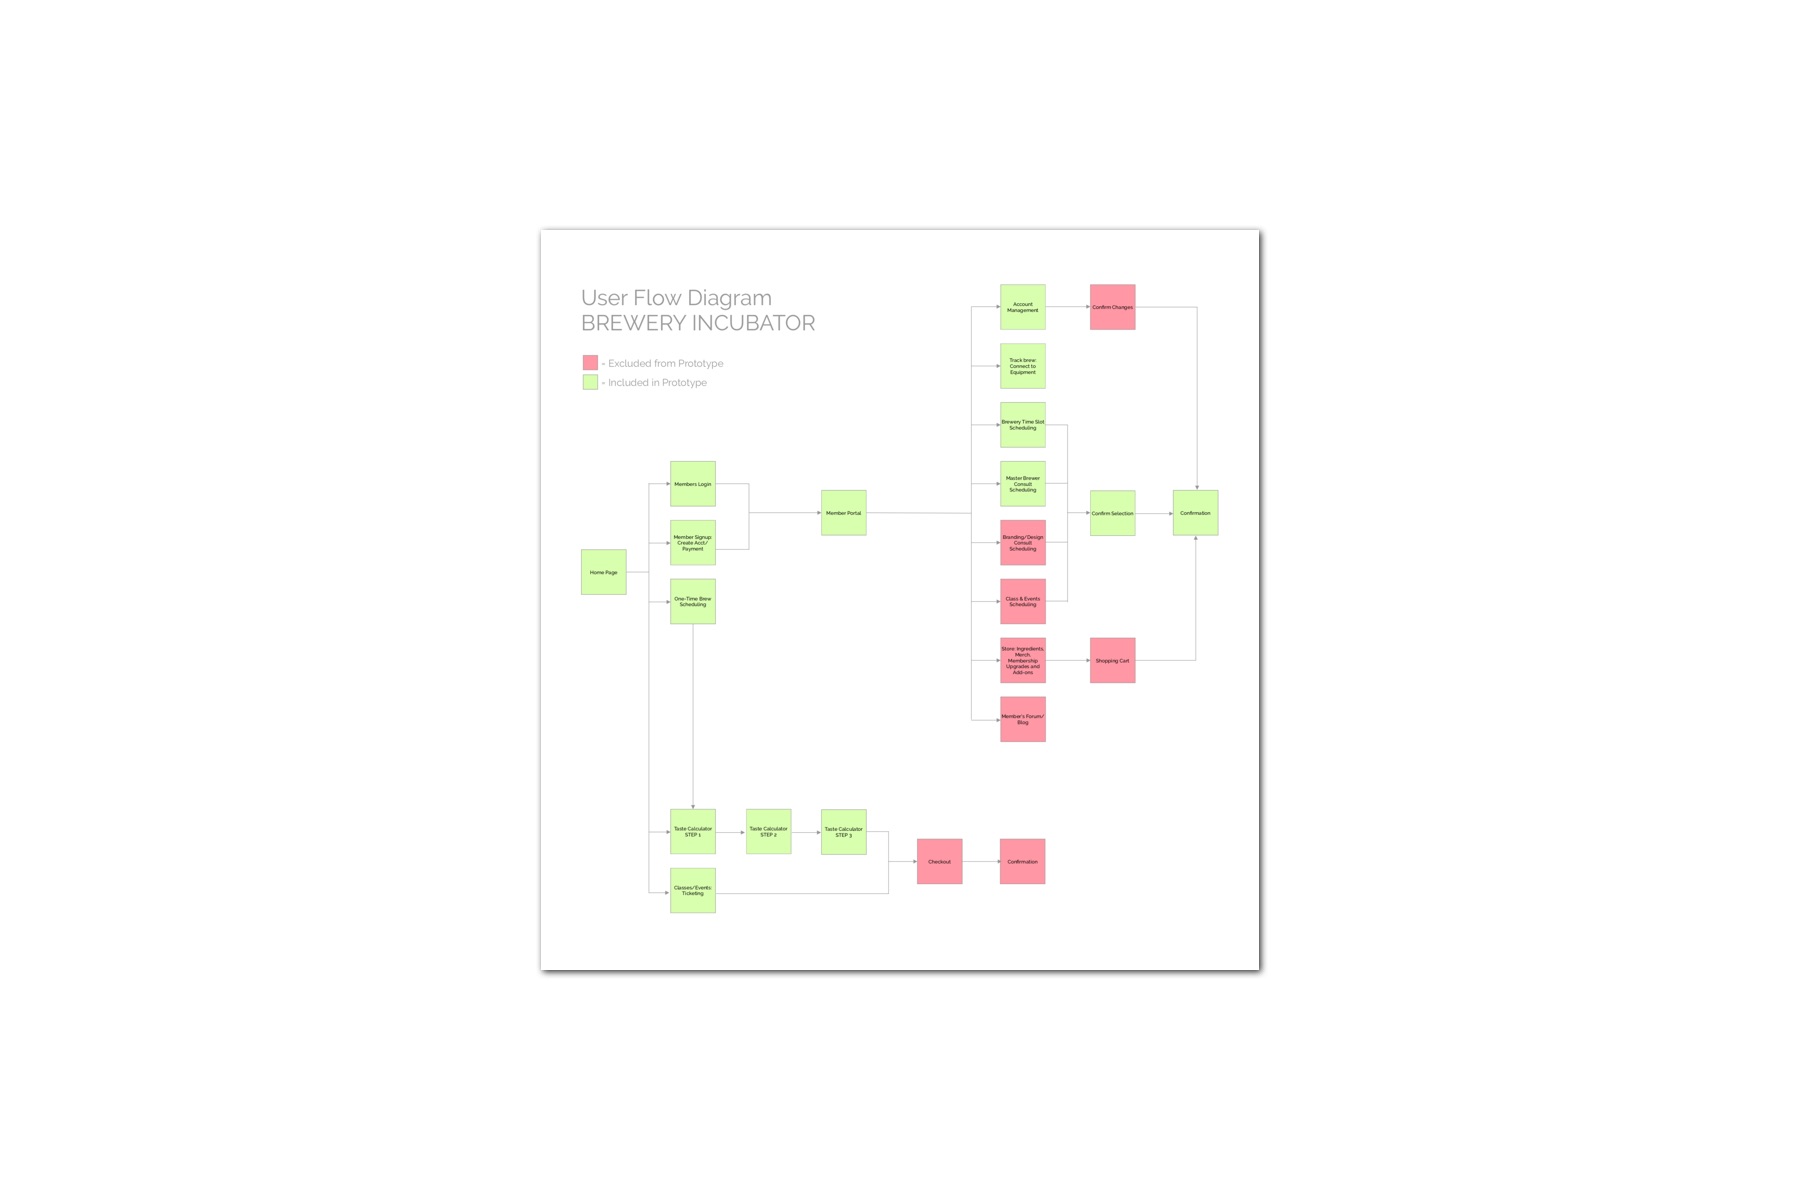 User Flow Diagram
BREWERY INCUBATOR
= Excluded from Prototype
= Included in Prototype
Account
Management
Confirm Changes
Track brew:
Connect to
Equipment
Brewery Time Slot
Scheduling
Members Login
Master Brewer
Consult
Scheduling
Member Portal
Confirm Selection
Confirmation
Member Signup:
Create Acct/
Payment
Branding/Design
Consult
Scheduling
Home Page
One-Time Brew
Scheduling
Class & Events
Scheduling
Store: Ingredients,
Merch,
Membership
Upgrades and
Add-ons
Shopping Cart
Member's Forum/
Blog
Taste Calculator
STEP 1
Taste Calculator
STEP 2
Taste Calculator
STEP 3
Checkout
Confirmation
Classes/Events:
Ticketing